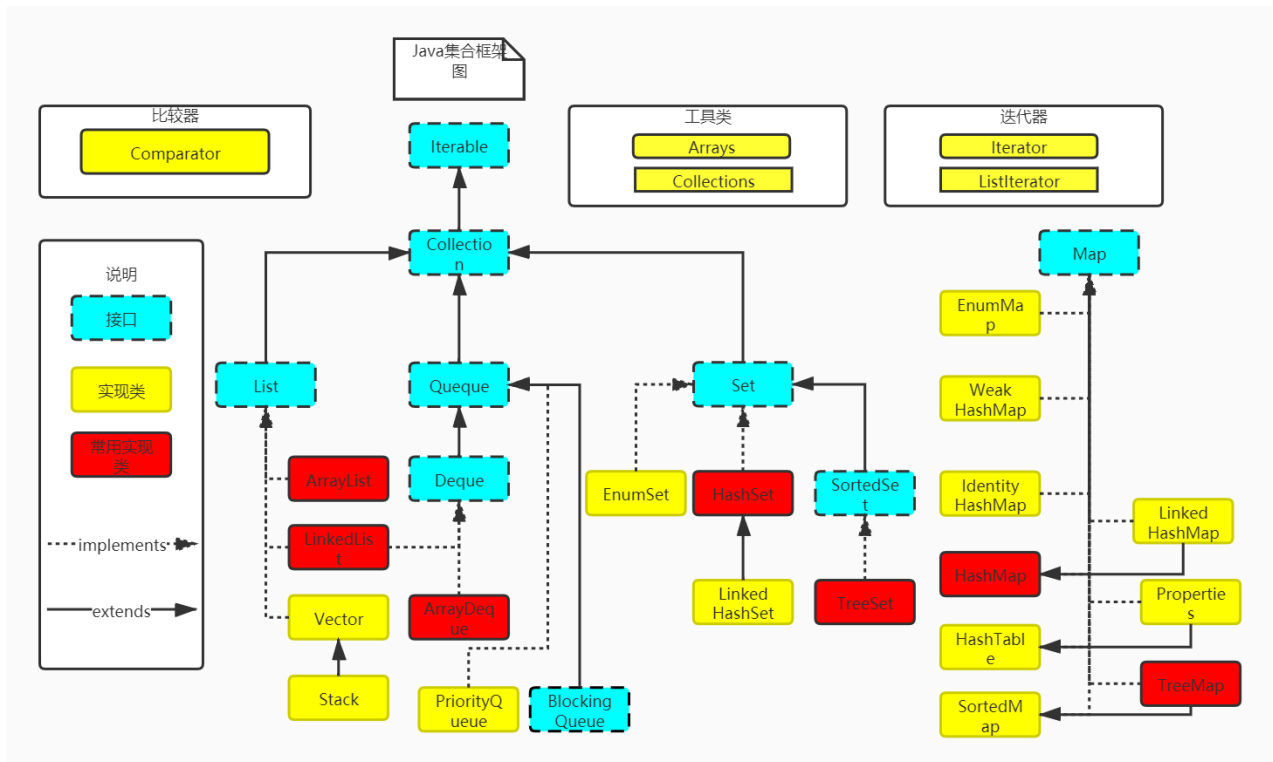 Java集合框架
图
比较器
Comparator
工具类
Arrays
Collections
迭代器
Iterator
ListIterator
Iterable
Collectio
n
Map
说明
接口
实现类
常用实现
类
implements
extends
List
Queque
Set
EnumMa
p
Weak
HashMap
ArrayList
Deque
EnumSet
HashSet
SortedSe
t
Identity
HashMap
Linked
HashMap
LinkedLis
t
HashMap
Vector
ArrayDeq
ue
Linked
HashSet
TreeSet
Propertie
s
HashTabl
e
Stack
PriorityQ
ueue
Blocking
Queue
TreeMap
SortedM
ap